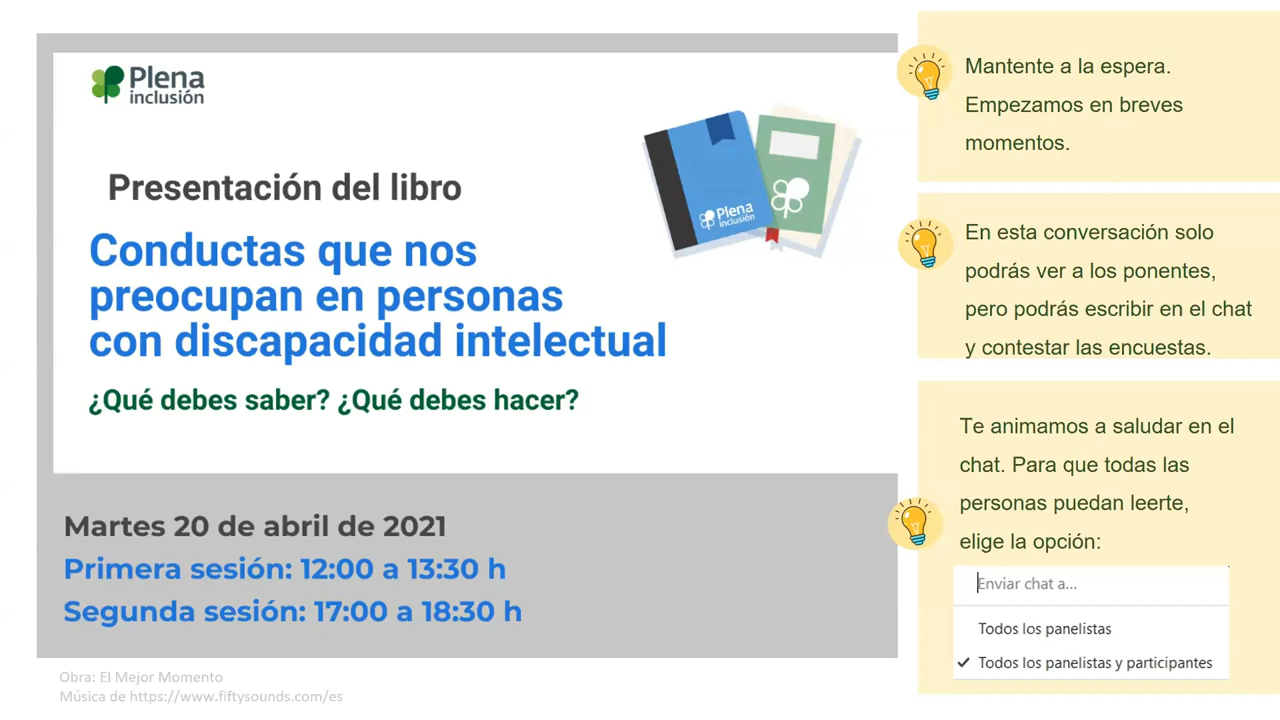 Plena
inclusión
Presentación del libro
Conductas que nos
preocupan en personas
con discapacidad intelectual
¿Qué debes saber? ¿Qué debes hacer?
Plena
inclusión
Martes 20 de abril de 2021
Primera sesión: 12:00 a 13:30 h
Segunda sesión: 17:00 a 18:30 h
Obra: El Mejor Momento
Música de https://www.fiftysounds.com/es
Mantente a la espera.
Empezamos en breves
momentos.
En esta conversación solo
podrás ver a los ponentes,
pero podrás escribir en el chat
y contestar las encuestas.
Te animamos a saludar en el
chat. Para que todas las
personas puedan leerte,
elige la opción:
Enviar chat a...
Todos los panelistas
Todos los panelistas y participantes